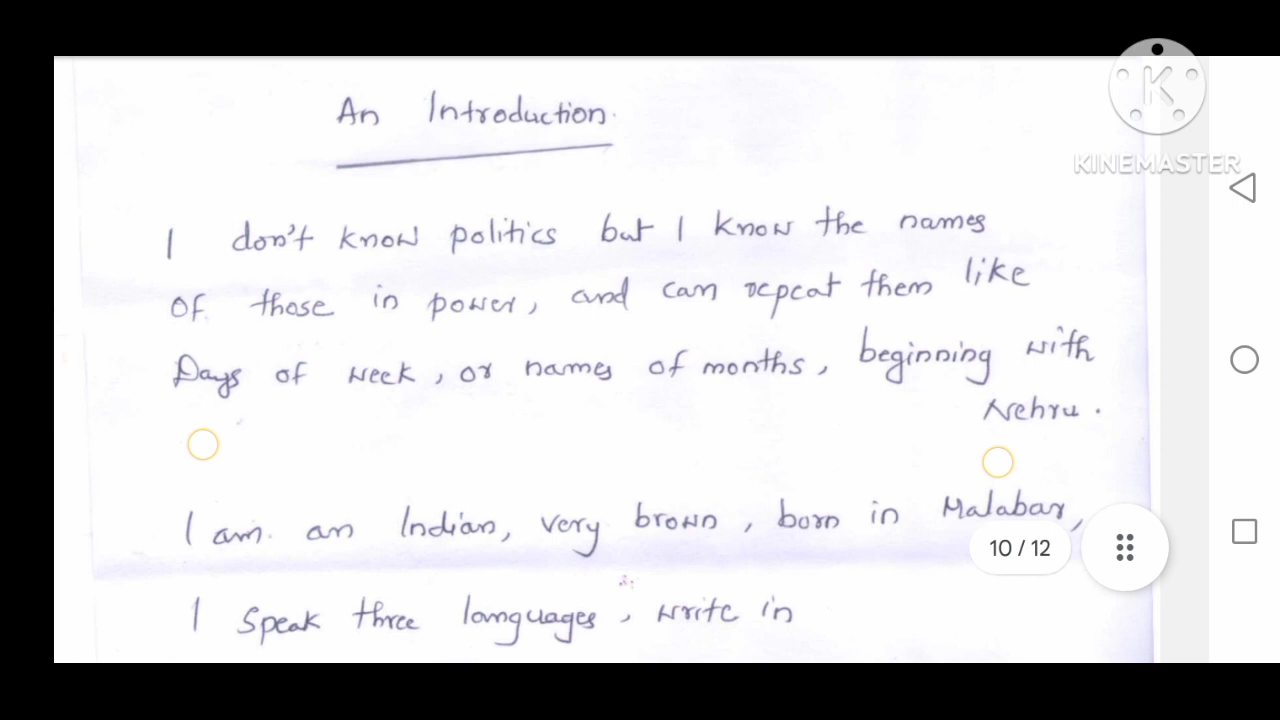 An Introduction.
I don't know politics but I know the names
of those in power, and can repeat them like
Days of week, or names of months, beginning with
Nehru.
I am an Indian, very brown, born in Malabar,
I speak three languages, write in
K
KINEMASTER
10 / 12